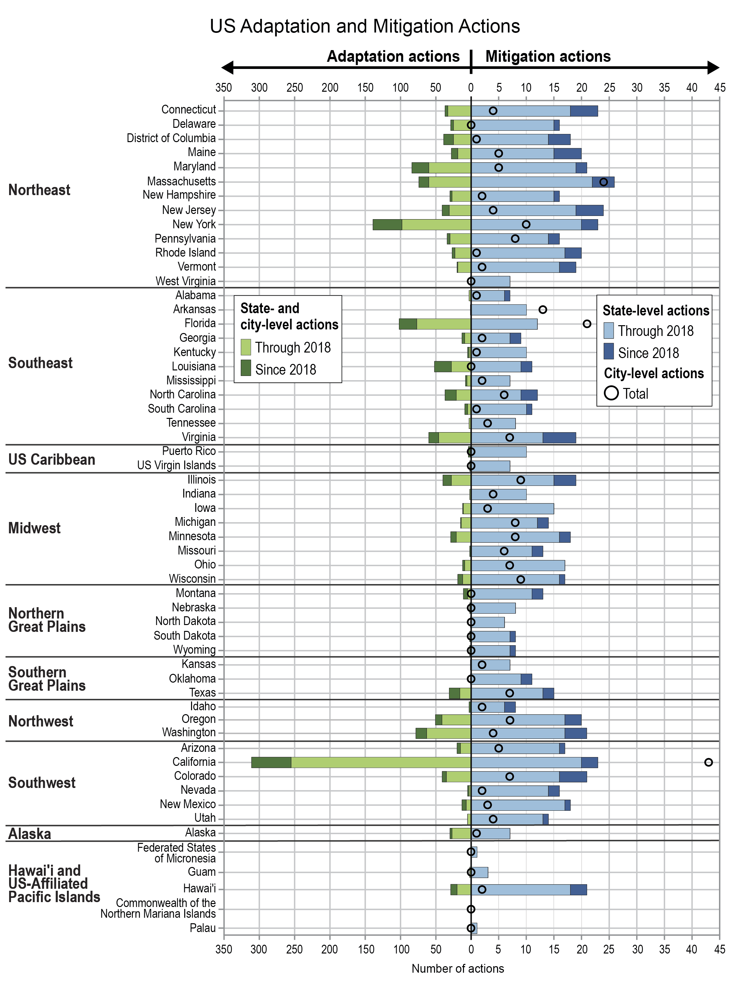 US Adaptation and Mitigation Actions
Adaptation actions
Mitigation actions
350 300 250 200 150 100 50 0 5 10 15 20 25 30 35 40 45
Northeast
Connecticut
Delaware
District of Columbia
Maine
Maryland
Massachusetts
New Hampshire
New Jersey
New York
Pennsylvania
Rhode Island
Vermont
West Virginia
Southeast
Alabama
Arkansas
Florida
Georgia
Kentucky
Louisiana
Mississippi
North Carolina
South Carolina
Tennessee
Virginia
State- and
city-level actions
Through 2018
Since 2018
State-level actions
Through 2018
Since 2018
City-level actions
Total
US Caribbean
Puerto Rico
US Virgin Islands
Midwest
Illinois
Indiana
Iowa
Michigan
Minnesota
Missouri
Ohio
Wisconsin
Northern
Great Plains
Montana
Nebraska
North Dakota
South Dakota
Wyoming
Southern
Great Plains
Kansas
Oklahoma
Texas
Northwest
Idaho
Oregon
Washington
Southwest
Arizona
California
Colorado
Nevada
New Mexico
Utah
Alaska
Alaska
Hawai'i and
US-Affiliated
Pacific Islands
Federated States
of Micronesia
Guam
Hawai'i
Commonwealth of the
Northern Mariana Islands
Palau
350 300 250 200 150 100 50 0 5 10 15 20 25 30 35 40 45
Number of actions